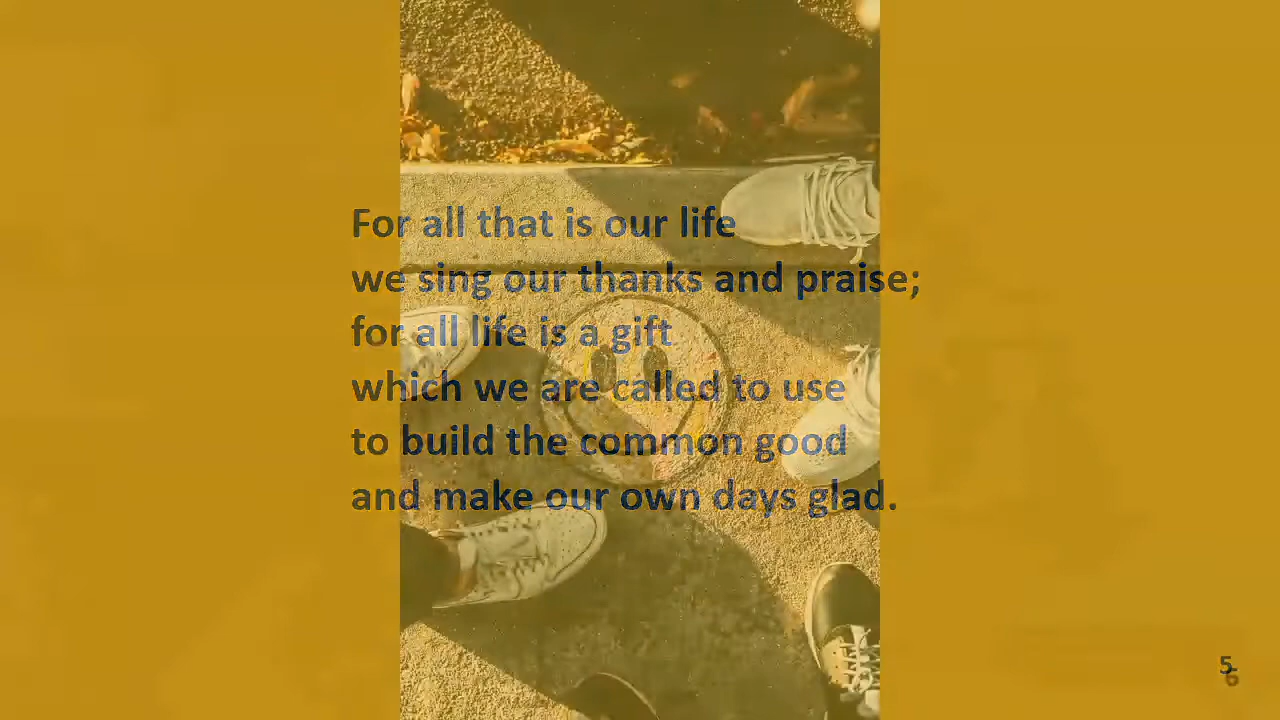 For all that is our life
we sing our thanks and praise;
for all life is a gift
which we are called to use
to build the common good
and make our own days glad.
5
6